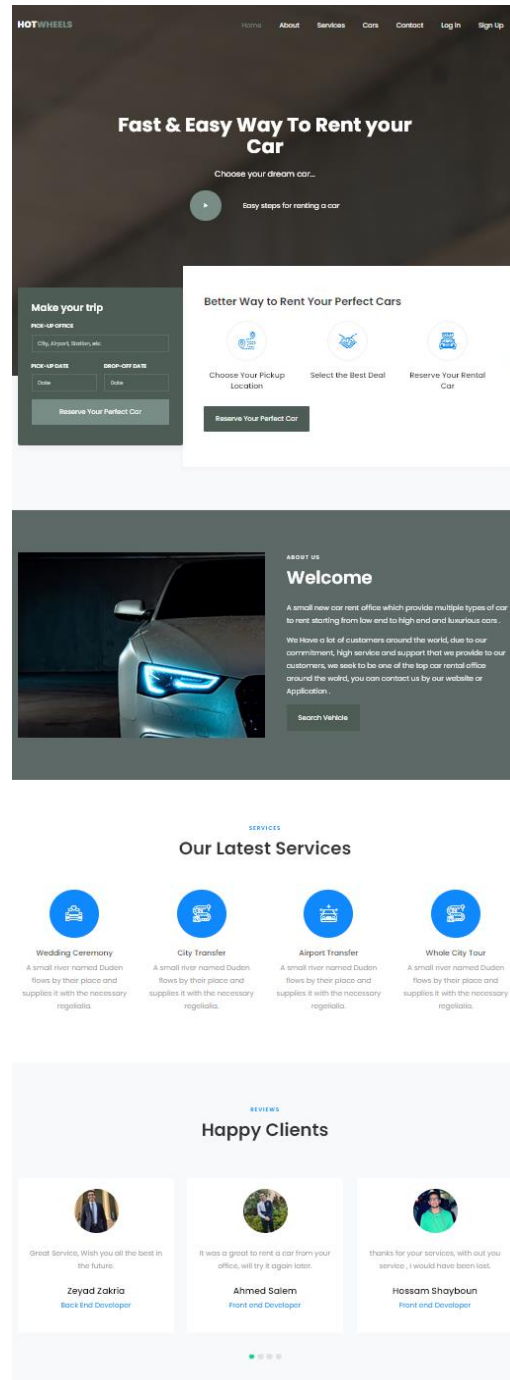 HOTWHEELS
Home About Services Cars Contact Log In Sign Up
Fast & Easy Way To Rent your
Car
Choose your dream car...
Easy steps for renting a car
Make your trip
PICK-UP OFFICE
City, Airport, Station, etc
PICK-UP DATE DROP-OFF DATE
Date Date
Reserve Your Perfect Car
Better Way to Rent Your Perfect Cars
Choose Your Pickup
Location
Select the Best Deal
Reserve Your Rental
Car
Reserve Your Perfect Car
ABOUT US
Welcome
A small new car rent office which provide multiple types of car
to rent starting from low end to high end and luxurious cars .
We Have a lot of customers around the world, due to our
commitment, high service and support that we provide to our
customers, we seek to be one of the top car rental office
around the wolrd, you can contact us by our website or
Application .
Search Vehicle
SERVICES
Our Latest Services
Wedding Ceremony
A small river named Duden
flows by their place and
supplies it with the necessary
regelialia.
City Transfer
A small river named Duden
flows by their place and
supplies it with the necessary
regelialia.
Airport Transfer
A small river named Duden
flows by their place and
supplies it with the necessary
regelialia.
Whole City Tour
A small river named Duden
flows by their place and
supplies it with the necessary
regelialia.
REVIEWS
Happy Clients
Great Service, Wish you all the best in
the future.
Zeyad Zakria
Back End Developer
It was a great to rent a car from your
office, will try it again later.
Ahmed Salem
Front end Developer
thanks for your services, with out you
service , I would have been lost.
Hossam Shayboun
Front end Developer